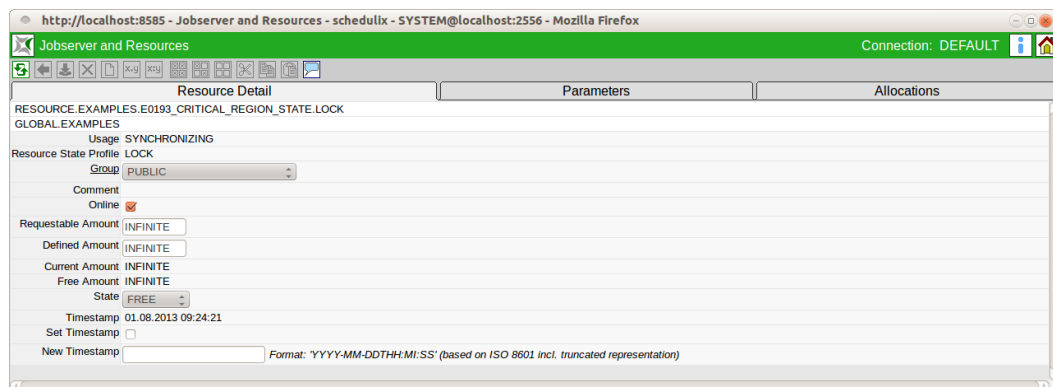 http://localhost:8585 - Jobserver and Resources - schedulix - SYSTEM@localhost:2556 - Mozilla Firefox
Jobserver and Resources Connection: DEFAULT
Resource Detail Parameters Allocations
RESOURCE.EXAMPLES.E0193_CRITICAL_REGION_STATE.LOCK
GLOBAL.EXAMPLES
Usage SYNCHRONIZING
Resource State Profile LOCK
Group PUBLIC
Comment
Online
Requestable Amount INFINITE
Defined Amount INFINITE
Current Amount INFINITE
Free Amount INFINITE
State FREE
Timestamp 01.08.2013 09:24:21
Set Timestamp
New Timestamp Format: 'YYYY-MM-DDTHH:MI:SS' (based on ISO 8601 incl. truncated representation)